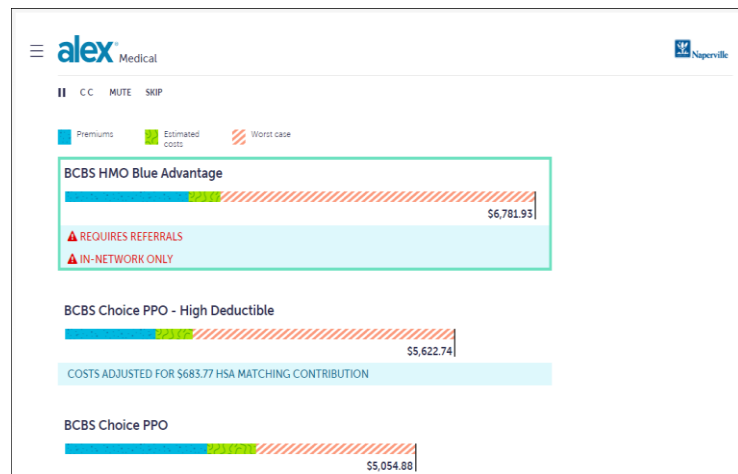 alex Medical
Naperville
CC MUTE SKIP
Premiums Estimated costs Worst case
BCBS HMO Blue Advantage
$6,781.93
REQUIRES REFERRALS
IN-NETWORK ONLY
BCBS Choice PPO - High Deductible
$5,622.74
COSTS ADJUSTED FOR $683.77 HSA MATCHING CONTRIBUTION
BCBS Choice PPO
$5,054.88